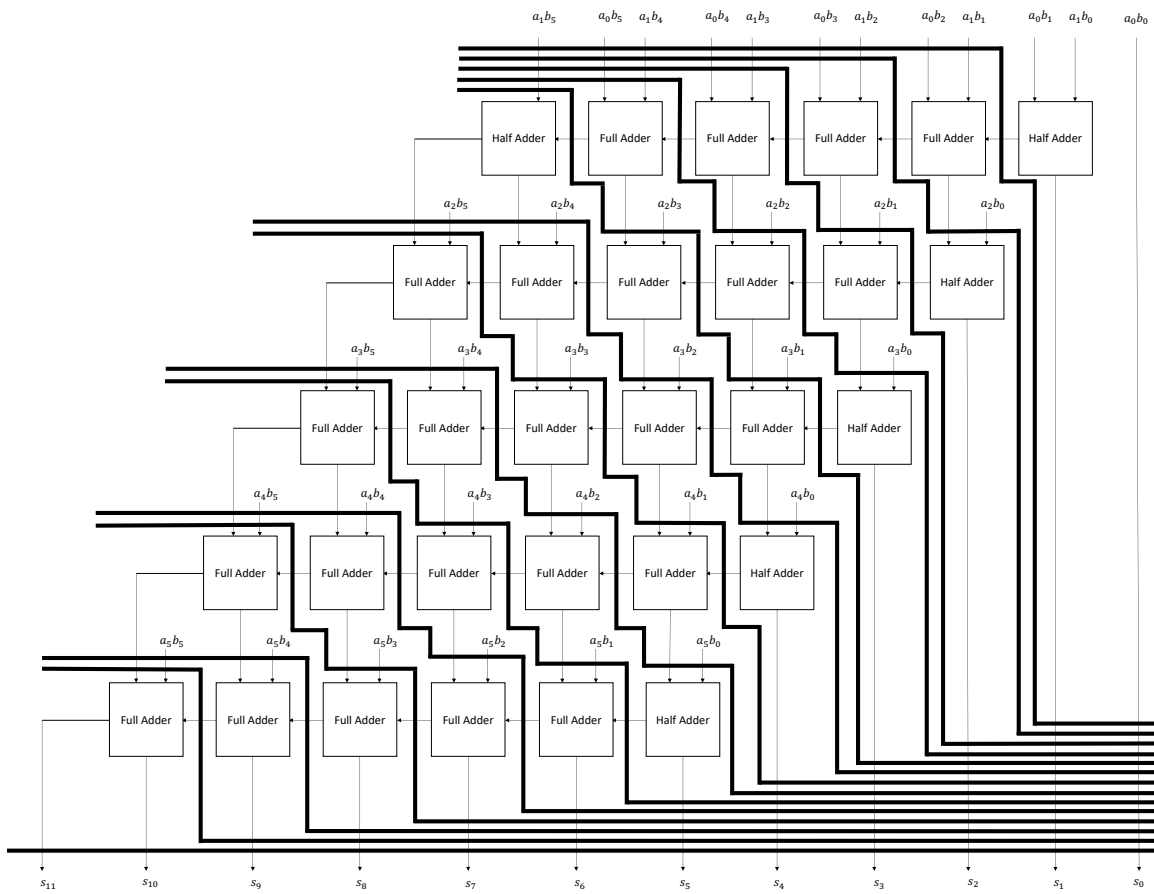 a₁b₅ a₀b₅ a₁b₄ a₀b₄ a₁b₃ a₀b₃ a₁b₂ a₀b₂ a₁b₁ a₀b₁ a₁b₀ a₀b₀
Half Adder Full Adder Full Adder Full Adder Full Adder Half Adder
a₂b₅ a₂b₄ a₂b₃ a₂b₂ a₂b₁ a₂b₀
Full Adder Full Adder Full Adder Full Adder Full Adder Half Adder
a₃b₅ a₃b₄ a₃b₃ a₃b₂ a₃b₁ a₃b₀
Full Adder Full Adder Full Adder Full Adder Full Adder Half Adder
a₄b₅ a₄b₄ a₄b₃ a₄b₂ a₄b₁ a₄b₀
Full Adder Full Adder Full Adder Full Adder Full Adder Half Adder
a₅b₅ a₅b₄ a₅b₃ a₅b₂ a₅b₁ a₅b₀
Full Adder Full Adder Full Adder Full Adder Full Adder Half Adder
s₁₁ s₁₀ s₉ s₈ s₇ s₆ s₅ s₄ s₃ s₂ s₁ s₀